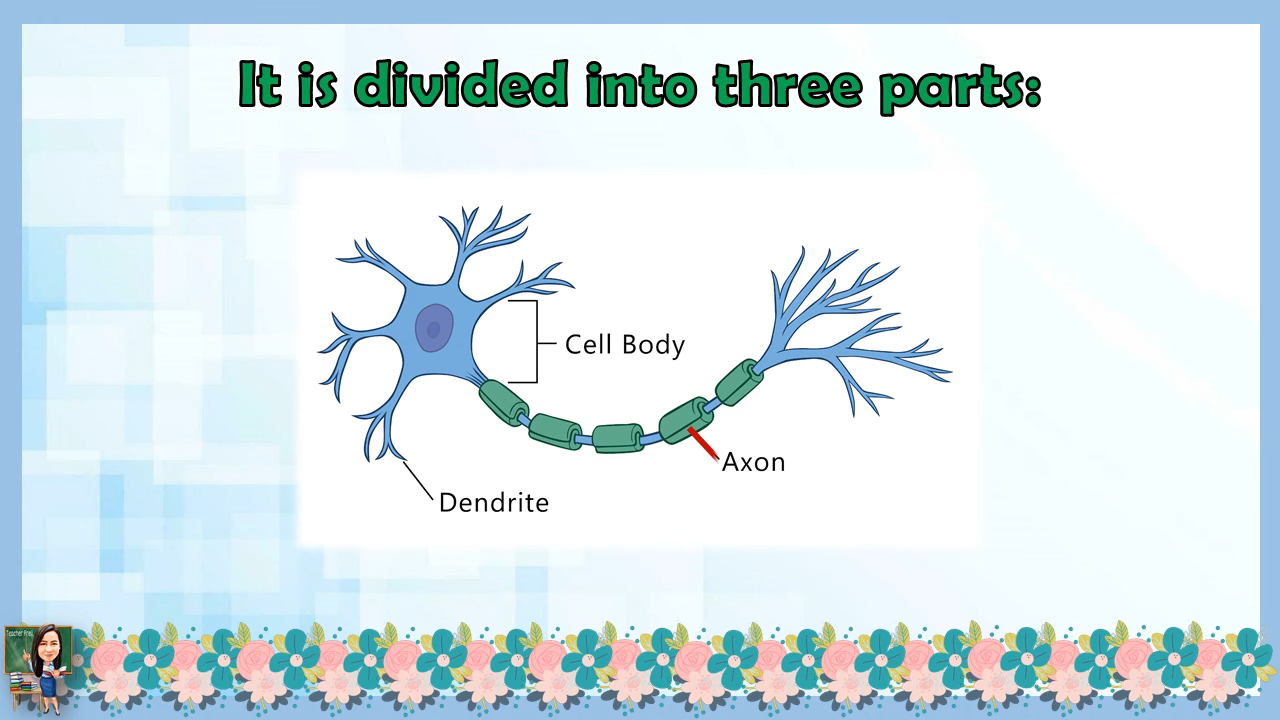 It is divided into three parts:
Cell Body
Axon
Dendrite